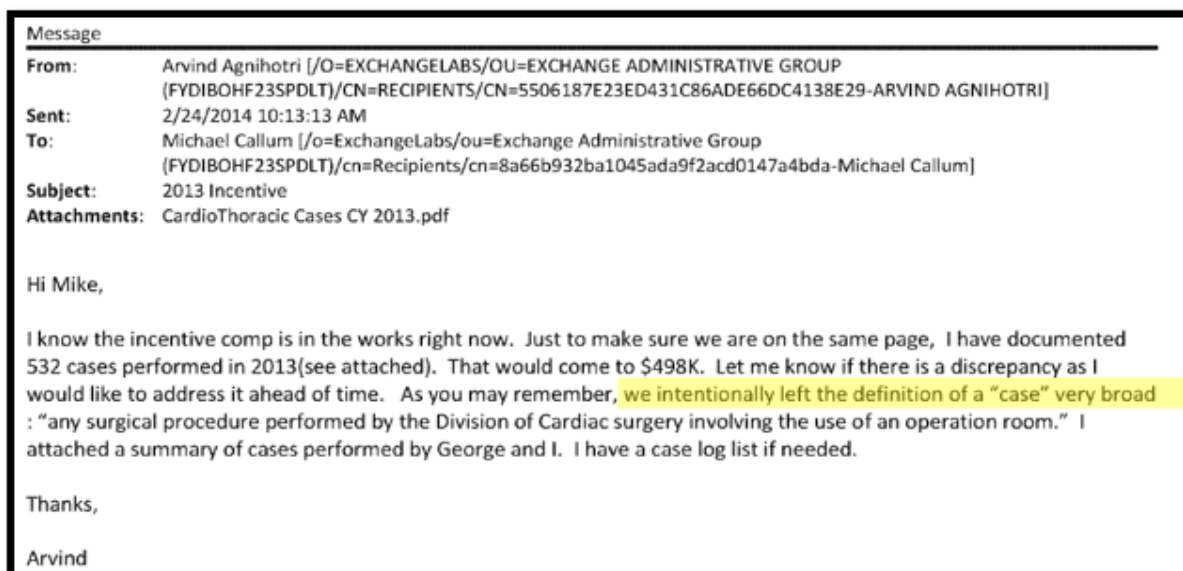 Message
From: Arvind Agnihotri [/O=EXCHANGELABS/OU=EXCHANGE ADMINISTRATIVE GROUP
(FYDIBOHF23SPDLT)/CN=RECIPIENTS/CN=5506187E23ED431C86ADE66DC4138E29-ARVIND AGNIHOTRI]
Sent: 2/24/2014 10:13:13 AM
To: Michael Callum [/o=ExchangeLabs/ou=Exchange Administrative Group
(FYDIBOHF23SPDLT)/cn=Recipients/cn=8a66b932ba1045ada9f2acd0147a4bda-Michael Callum]
Subject: 2013 Incentive
Attachments: CardioThoracic Cases CY 2013.pdf
Hi Mike,
I know the incentive comp is in the works right now. Just to make sure we are on the same page, I have documented
532 cases performed in 2013(see attached). That would come to $498K. Let me know if there is a discrepancy as I
would like to address it ahead of time. As you may remember, we intentionally left the definition of a “case” very broad
: “any surgical procedure performed by the Division of Cardiac surgery involving the use of an operation room.” I
attached a summary of cases performed by George and I. I have a case log list if needed.
Thanks,
Arvind